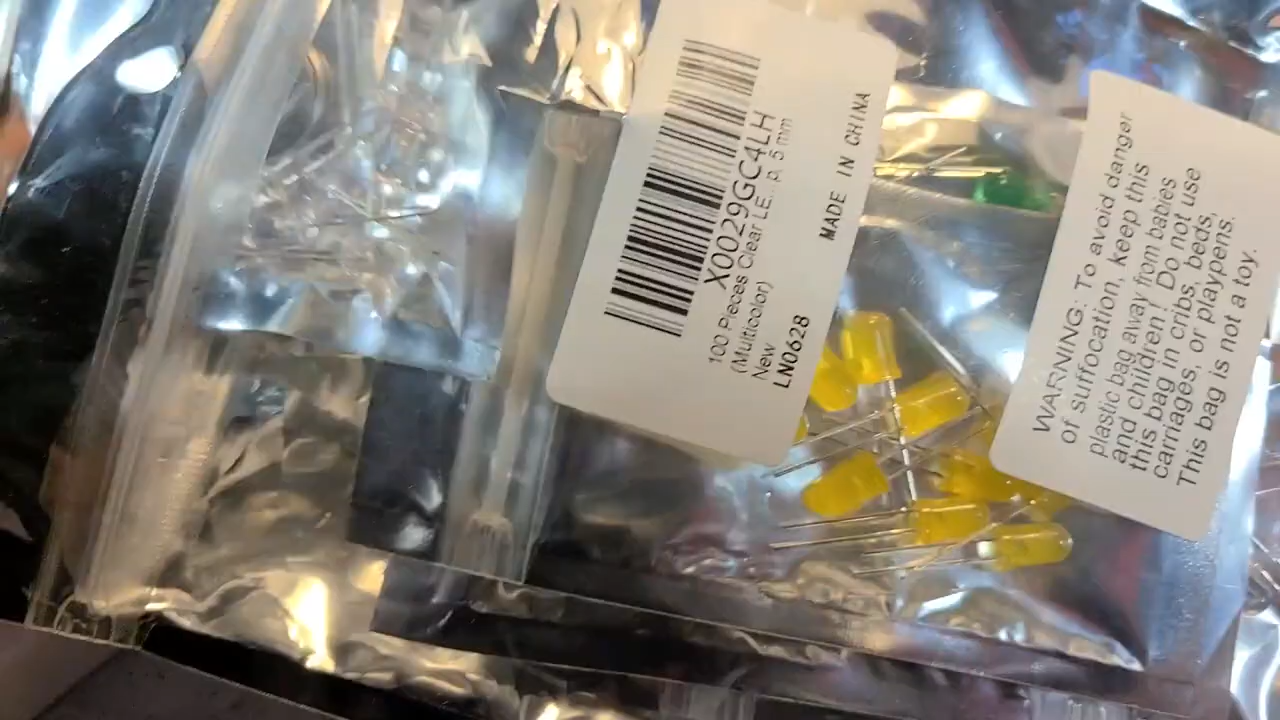 X0029GC4LH
100 Pieces Clear LE... p, 5 mm
(Multicolor)
New
LN0628
MADE IN CHINA
WARNING: To avoid danger
of suffocation, keep this
plastic bag away from babies
and children! Do not use
this bag in cribs, beds,
carriages, or playpens.
This bag is not a toy.